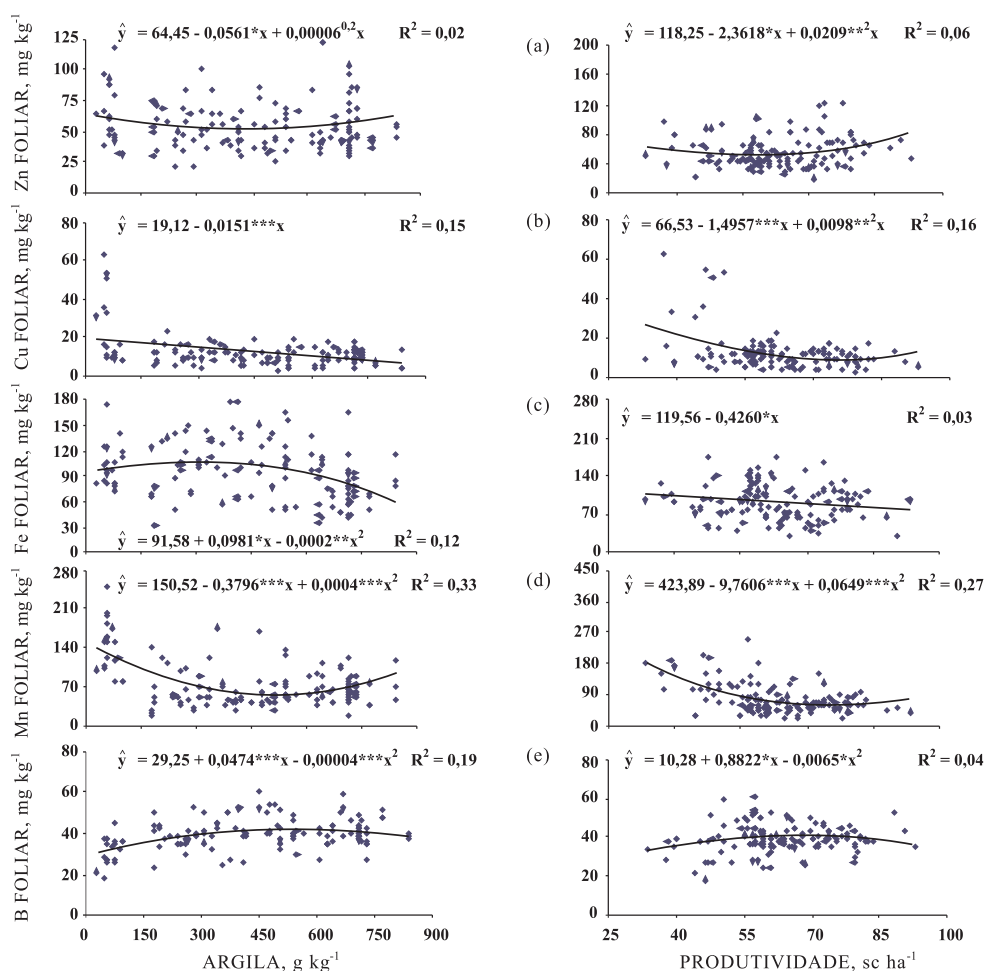 ŷ = 64,45 - 0,0561*x + 0,00006^0,2 x R² = 0,02
(a)
ŷ = 118,25 - 2,3618*x + 0,0209**²x R² = 0,06
Zn FOLIAR, mg kg⁻¹
125
100
75
50
25
0
200
160
120
80
40
0
ŷ = 19,12 - 0,0151***x R² = 0,15
(b)
ŷ = 66,53 - 1,4957***x + 0,0098**²x R² = 0,16
Cu FOLIAR, mg kg⁻¹
80
60
40
20
0
80
60
40
20
0
(c)
ŷ = 119,56 - 0,4260*x R² = 0,03
Fe FOLIAR, mg kg⁻¹
180
150
120
90
60
30
0
280
210
140
70
0
ŷ = 91,58 + 0,0981*x - 0,0002**x² R² = 0,12
ŷ = 150,52 - 0,3796***x + 0,0004***x² R² = 0,33
(d)
ŷ = 423,89 - 9,7606***x + 0,0649***x² R² = 0,27
Mn FOLIAR, mg kg⁻¹
280
210
140
70
0
450
360
270
180
90
0
ŷ = 29,25 + 0,0474***x - 0,00004***x² R² = 0,19
(e)
ŷ = 10,28 + 0,8822*x - 0,0065*x² R² = 0,04
B FOLIAR, mg kg⁻¹
80
60
40
20
0
80
60
40
20
0
0 150 300 450 600 750 900
25 40 55 70 85 100
ARGILA, g kg⁻¹
PRODUTIVIDADE, sc ha⁻¹